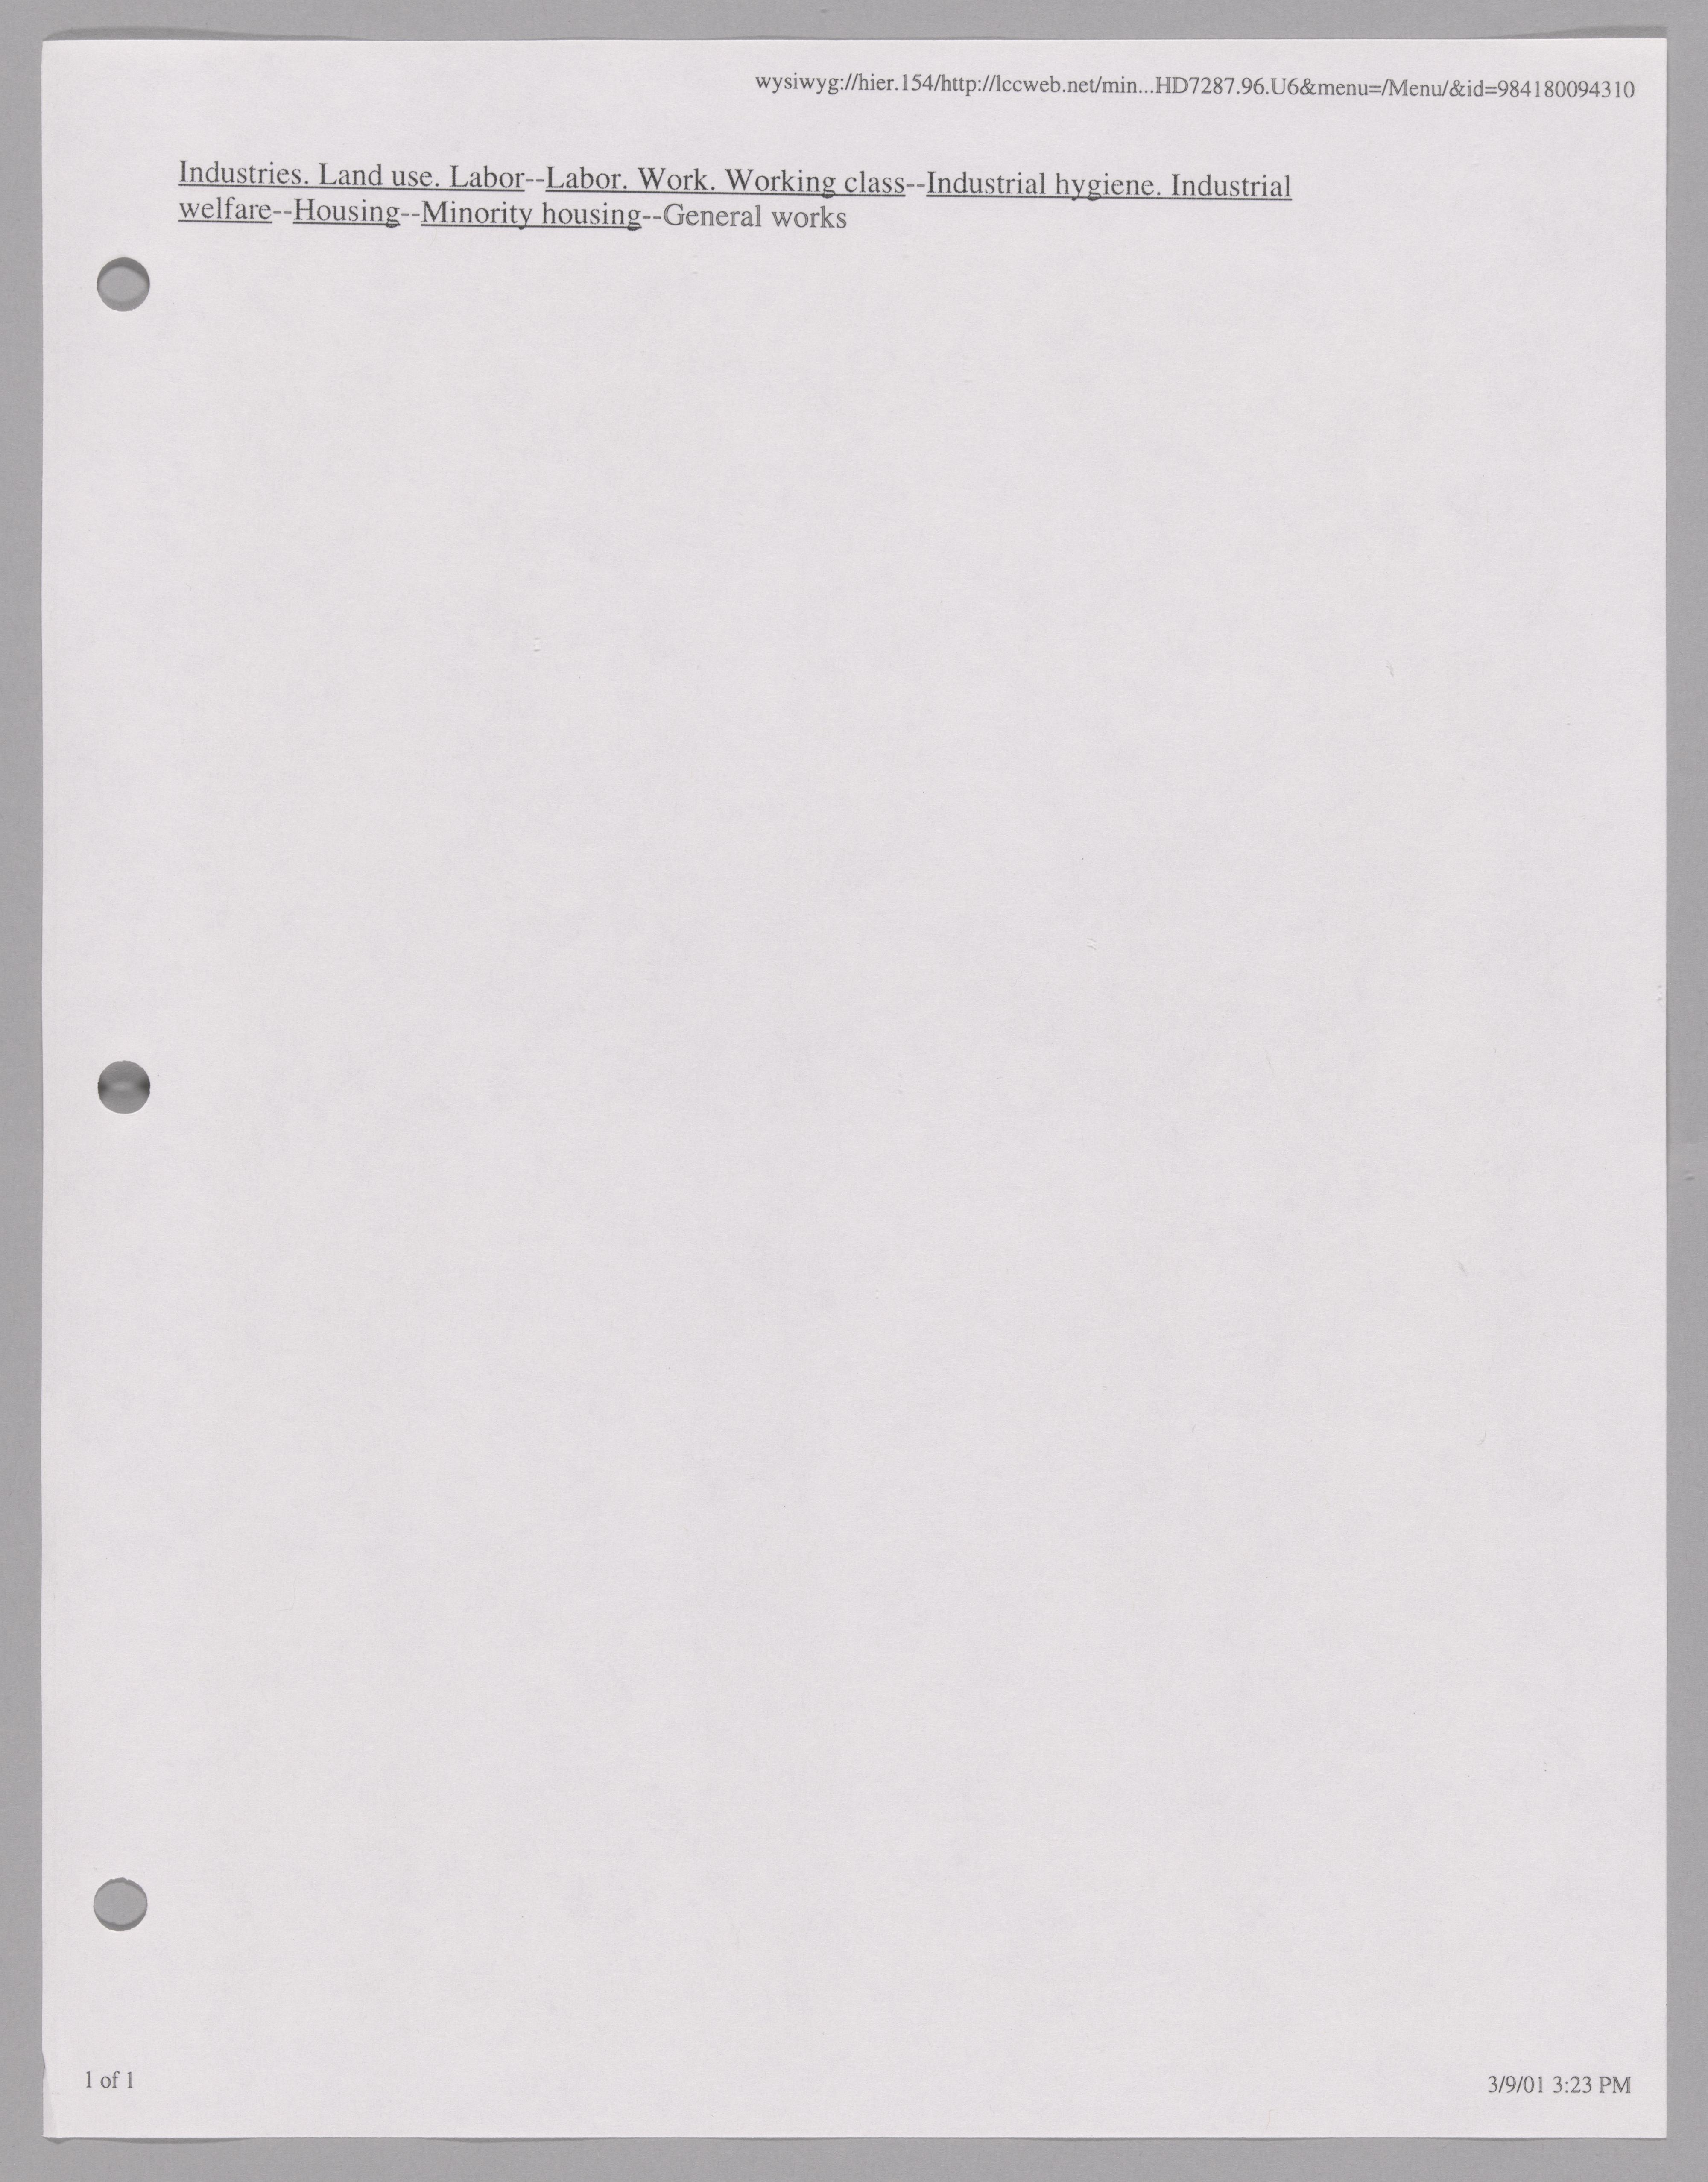 wysiwyg://hier.154/http://lccweb.net/min...HD7287.96.U6&menu=/Menu/&id=984180094310
Industries. Land use. Labor--Labor. Work. Working class--Industrial hygiene. Industrial
welfare--Housing--Minority housing--General works
1 of 1
3/9/01 3:23 PM